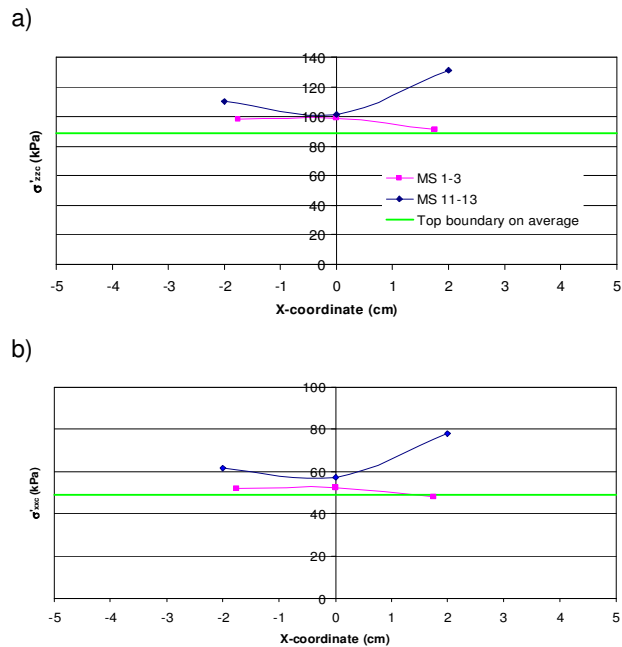 a)
140
120
100
80
60
40
20
0
σ'zzc (kPa)
MS 1-3
MS 11-13
Top boundary on average
-5 -4 -3 -2 -1 0 1 2 3 4 5
X-coordinate (cm)
b)
100
80
60
40
20
0
σ'xxc (kPa)
-5 -4 -3 -2 -1 0 1 2 3 4 5
X-coordinate (cm)